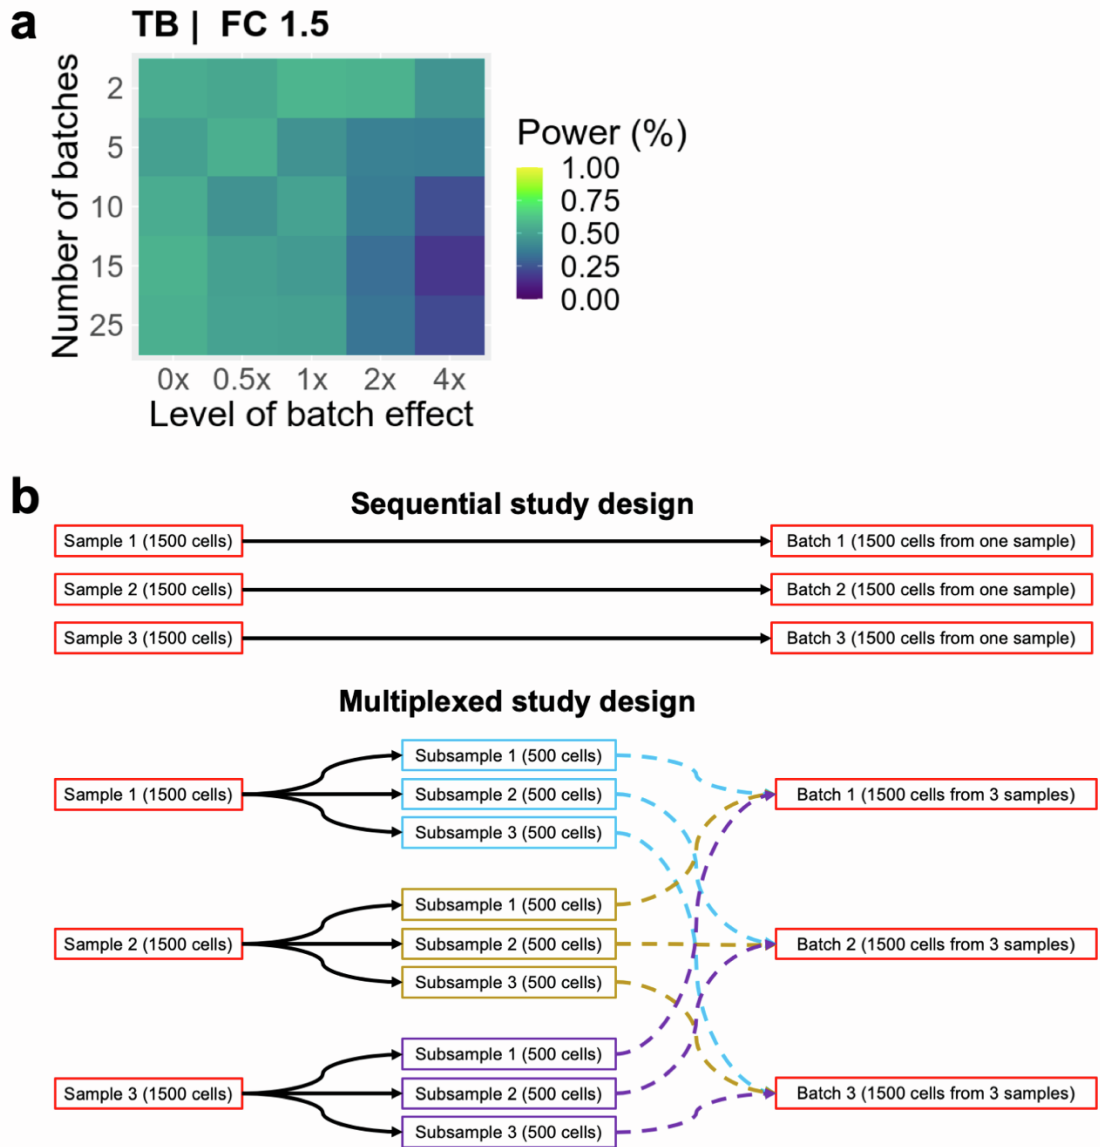 a
TB | FC 1.5
Number of batches
2
5
10
15
25
0x 0.5x 1x 2x 4x
Level of batch effect
Power (%)
1.00
0.75
0.50
0.25
0.00
b
Sequential study design
Sample 1 (1500 cells)
Batch 1 (1500 cells from one sample)
Sample 2 (1500 cells)
Batch 2 (1500 cells from one sample)
Sample 3 (1500 cells)
Batch 3 (1500 cells from one sample)
Multiplexed study design
Sample 1 (1500 cells)
Subsample 1 (500 cells)
Subsample 2 (500 cells)
Subsample 3 (500 cells)
Batch 1 (1500 cells from 3 samples)
Sample 2 (1500 cells)
Subsample 1 (500 cells)
Subsample 2 (500 cells)
Subsample 3 (500 cells)
Batch 2 (1500 cells from 3 samples)
Sample 3 (1500 cells)
Subsample 1 (500 cells)
Subsample 2 (500 cells)
Subsample 3 (500 cells)
Batch 3 (1500 cells from 3 samples)